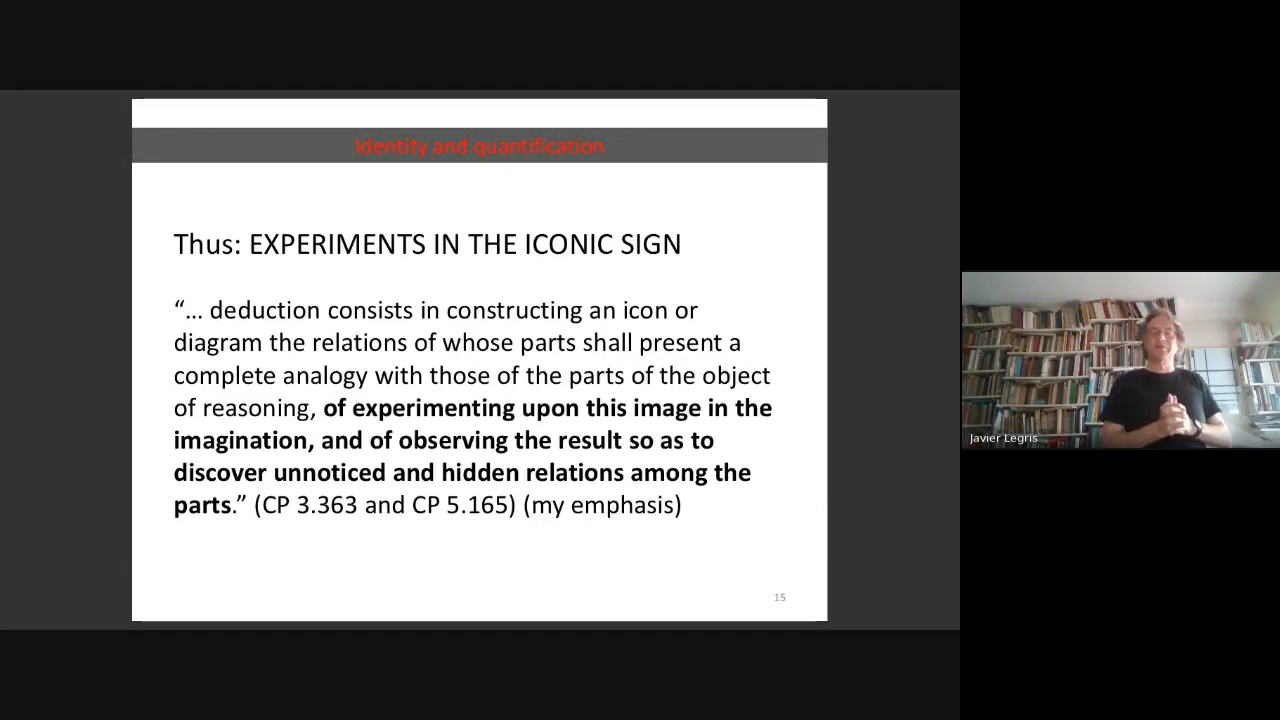 Identity and quantification
Thus: EXPERIMENTS IN THE ICONIC SIGN
“... deduction consists in constructing an icon or
diagram the relations of whose parts shall present a
complete analogy with those of the parts of the object
of reasoning, of experimenting upon this image in the
imagination, and of observing the result so as to
discover unnoticed and hidden relations among the
parts.” (CP 3.363 and CP 5.165) (my emphasis)
15
Javier Legris